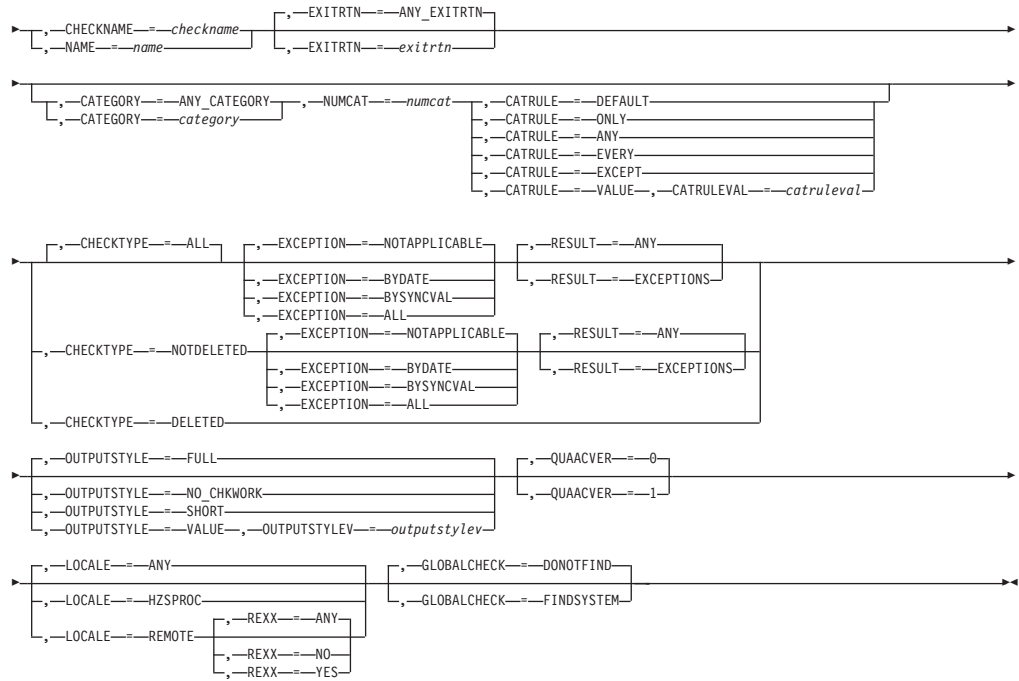 ,—EXITRTN—=—ANY_EXITRTN
,—CHECKNAME—=—checkname
,—NAME—=—name
,—EXITRTN—=—exitrtn
,—CATEGORY—=—ANY_CATEGORY
,—NUMCAT—=—numcat
,—CATRULE—=—DEFAULT
,—CATEGORY—=—category
,—CATRULE—=—ONLY
,—CATRULE—=—ANY
,—CATRULE—=—EVERY
,—CATRULE—=—EXCEPT
,—CATRULE—=—VALUE—,—CATRULEVAL—=—catruleval
,—CHECKTYPE—=—ALL
,—EXCEPTION—=—NOTAPPLICABLE
,—RESULT—=—ANY
,—EXCEPTION—=—BYDATE
,—RESULT—=—EXCEPTIONS
,—EXCEPTION—=—BYSYNCVAL
,—EXCEPTION—=—ALL
,—EXCEPTION—=—NOTAPPLICABLE
,—RESULT—=—ANY
,—CHECKTYPE—=—NOTDELETED
,—EXCEPTION—=—BYDATE
,—RESULT—=—EXCEPTIONS
,—EXCEPTION—=—BYSYNCVAL
,—EXCEPTION—=—ALL
,—CHECKTYPE—=—DELETED
,—OUTPUTSTYLE—=—FULL
,—QUAACVER—=—0
,—OUTPUTSTYLE—=—NO_CHKWORK
,—QUAACVER—=—1
,—OUTPUTSTYLE—=—SHORT
,—OUTPUTSTYLE—=—VALUE—,—OUTPUTSTYLEV—=—outputstylev
,—LOCALE—=—ANY
,—GLOBALCHECK—=—DONOTFIND
,—LOCALE—=—HZSPROC
,—GLOBALCHECK—=—FINDSYSTEM
,—REXX—=—ANY
,—LOCALE—=—REMOTE
,—REXX—=—NO
,—REXX—=—YES